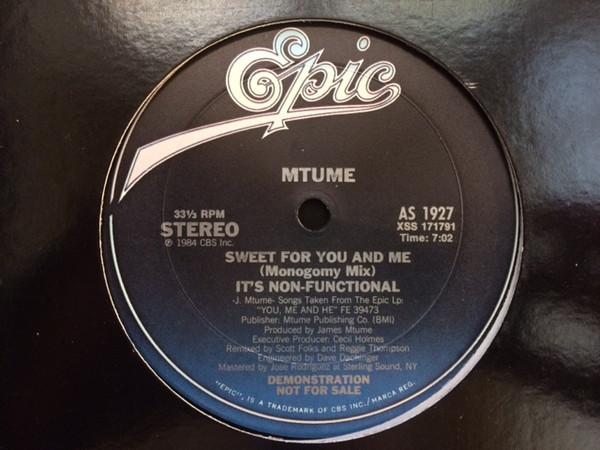 Epic
MTUME
33⅓ RPM
STEREO
℗ 1984 CBS Inc.
AS 1927
XSS 171791
Time: 7:02
SWEET FOR YOU AND ME
(Monogomy Mix)
IT'S NON-FUNCTIONAL
-J. Mtume- Songs Taken From The Epic Lp:
"YOU, ME AND HE" FE 39473
Publisher: Mtume Publishing Co. (BMI)
Produced by James Mtume
Executive Producer: Cecil Holmes
Remixed by Scott Folks and Reggie Thompson
Engineered by Dave Dachinger
Mastered by Jose Rodriguez at Sterling Sound, NY
DEMONSTRATION
NOT FOR SALE
"EPIC", IS A TRADEMARK OF CBS INC./MARCA REG.